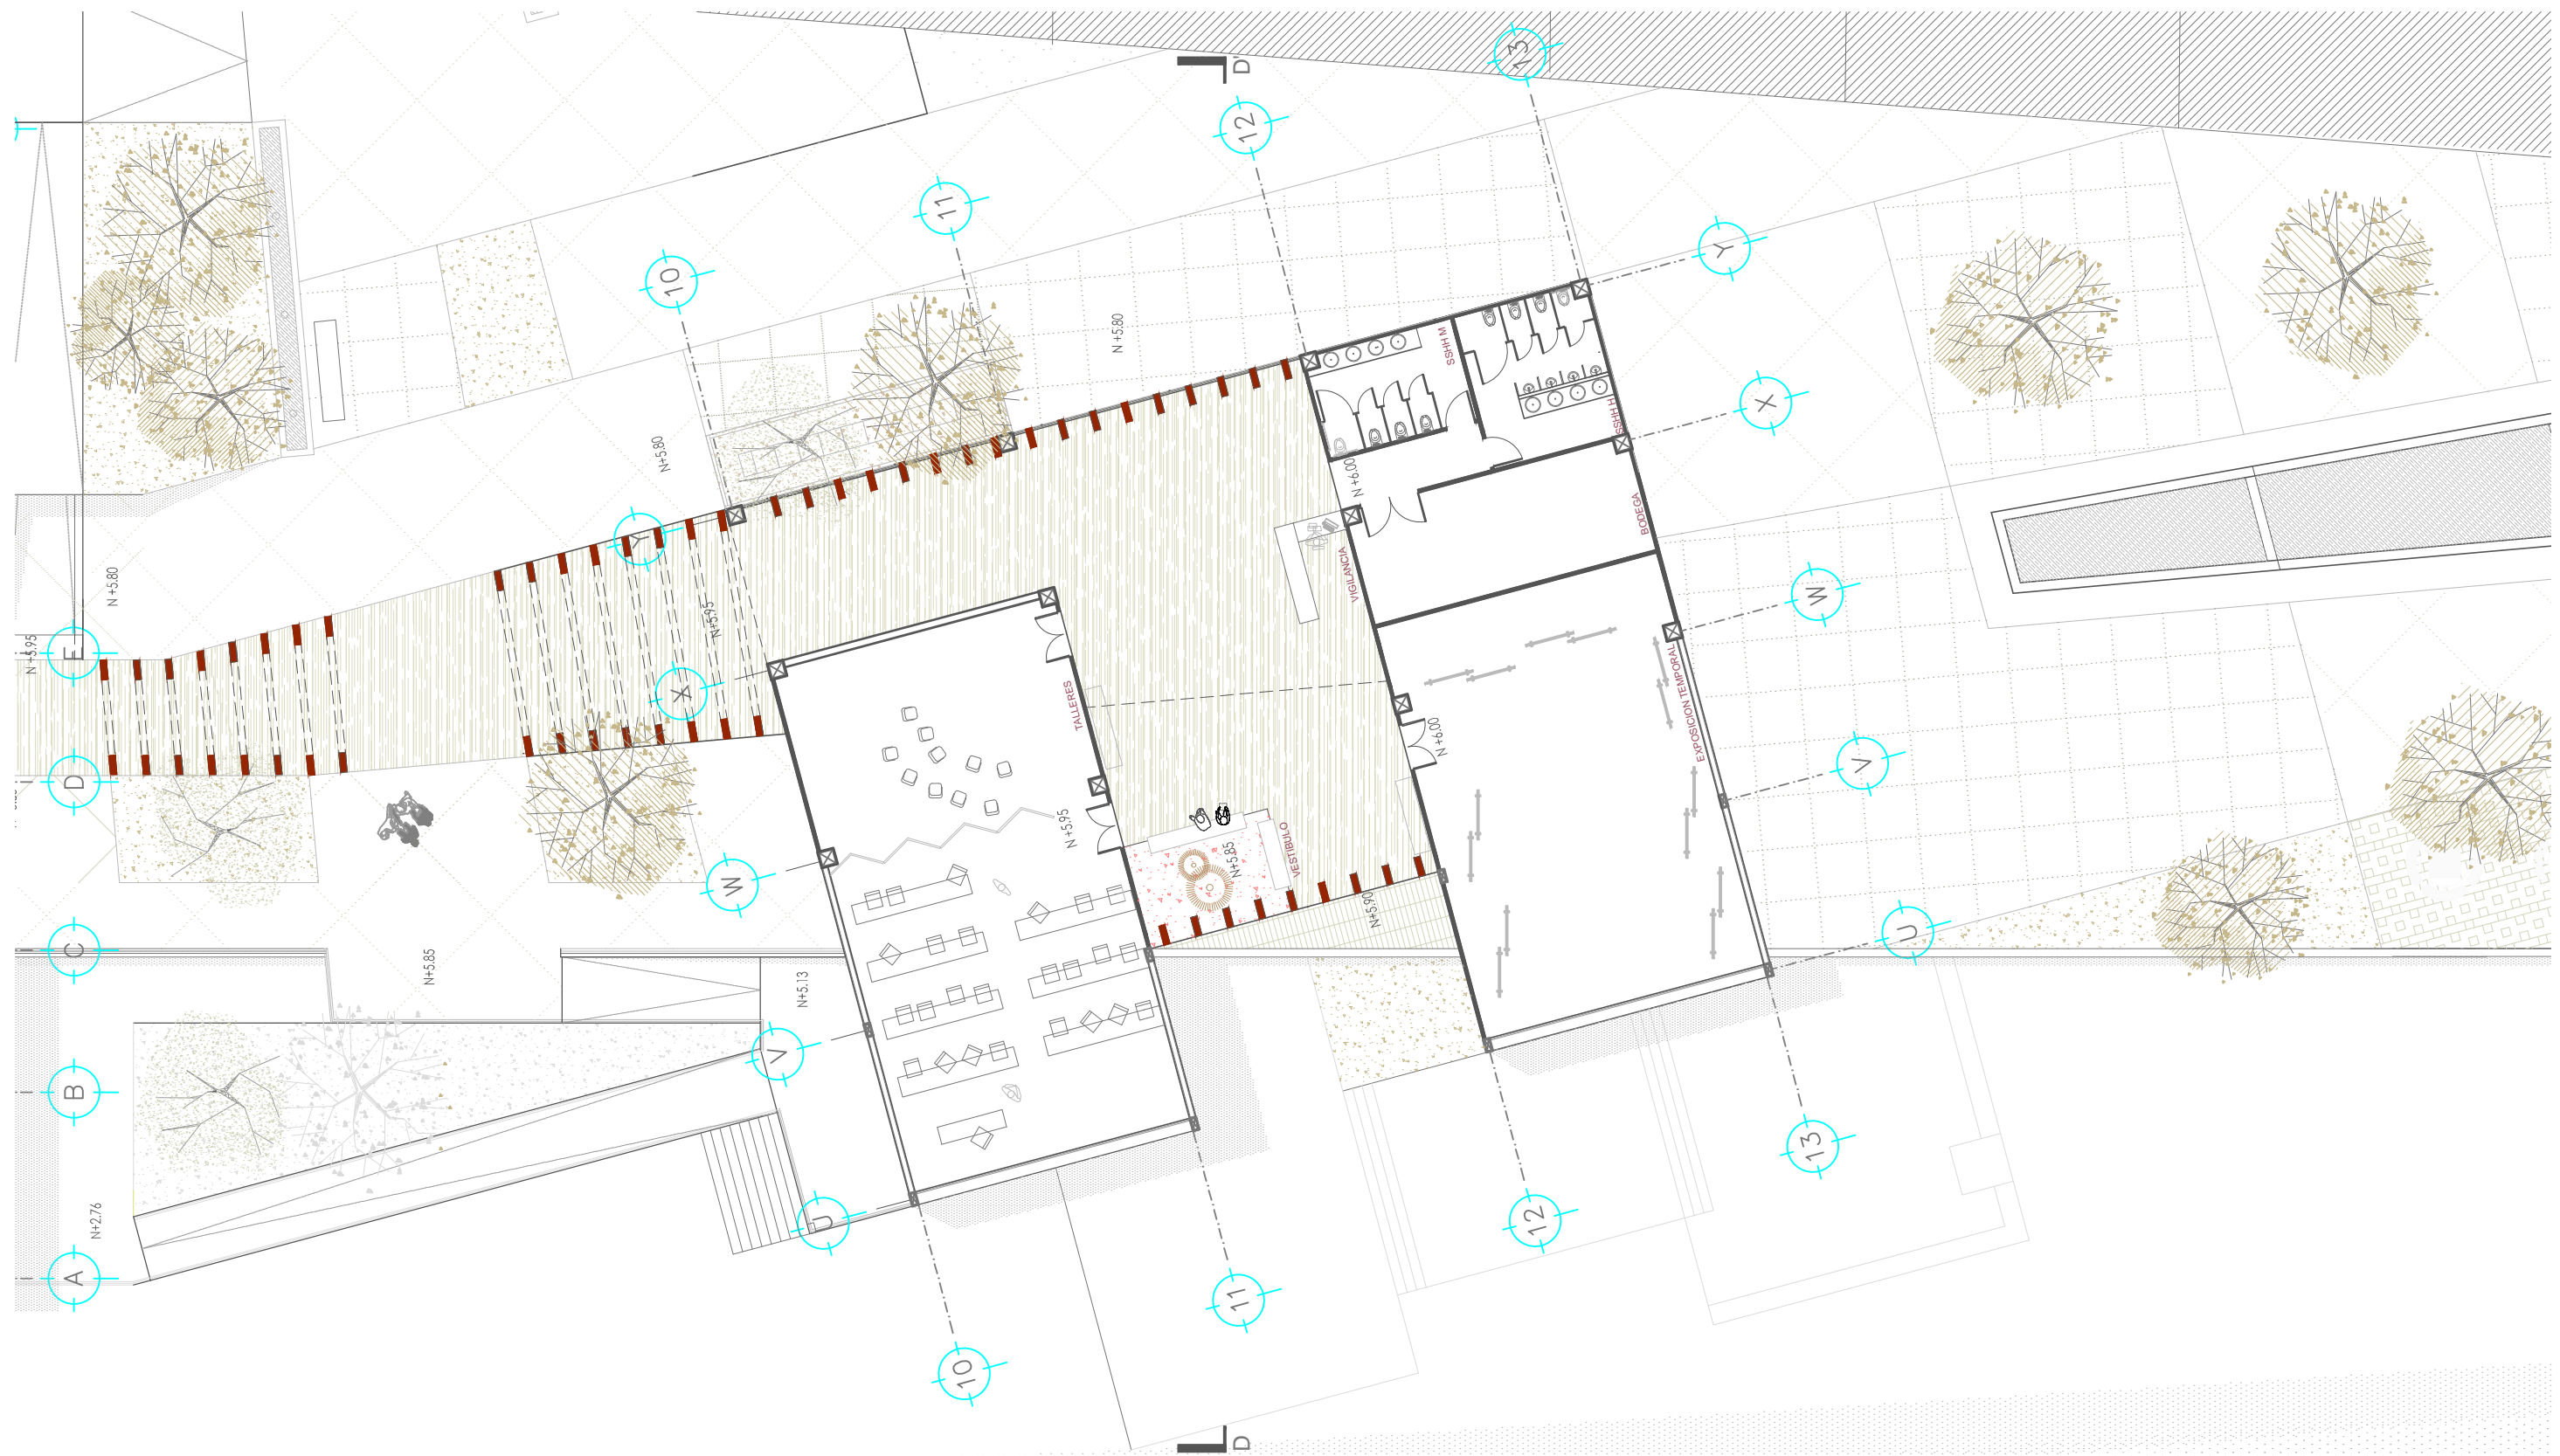 D'
13
12
11
10
Y
Y
X
X
W
W
V
V
U
U
E
D
C
B
A
10
11
12
13
D
N +5.80
N+5.80
N +5.80
N +5.95
N+5.95
N +6.00
N +6.00
N+5.95
N+5.85
N+5.90
N+5.85
N+5.13
N+2.76
SSHH M
SSHH H
BODEGA
VIGILANCIA
TALLERES
EXPOSICION TEMPORAL
VESTIBULO